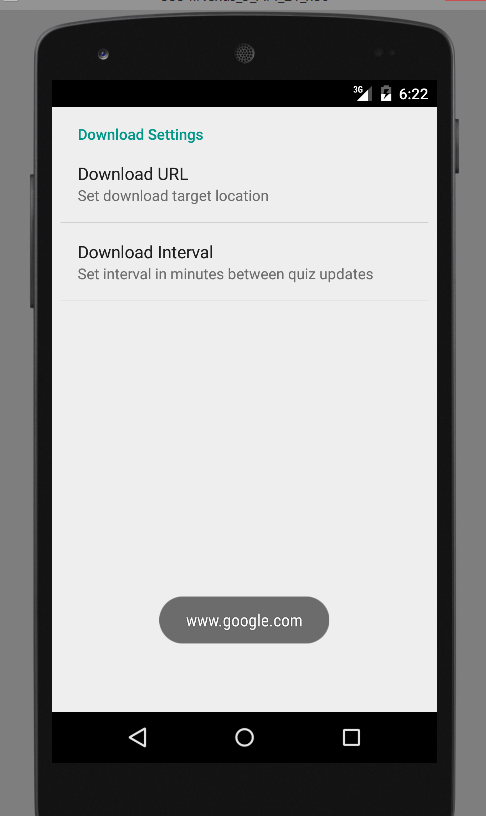 3G 6:22
Download Settings
Download URL
Set download target location
Download Interval
Set interval in minutes between quiz updates
www.google.com